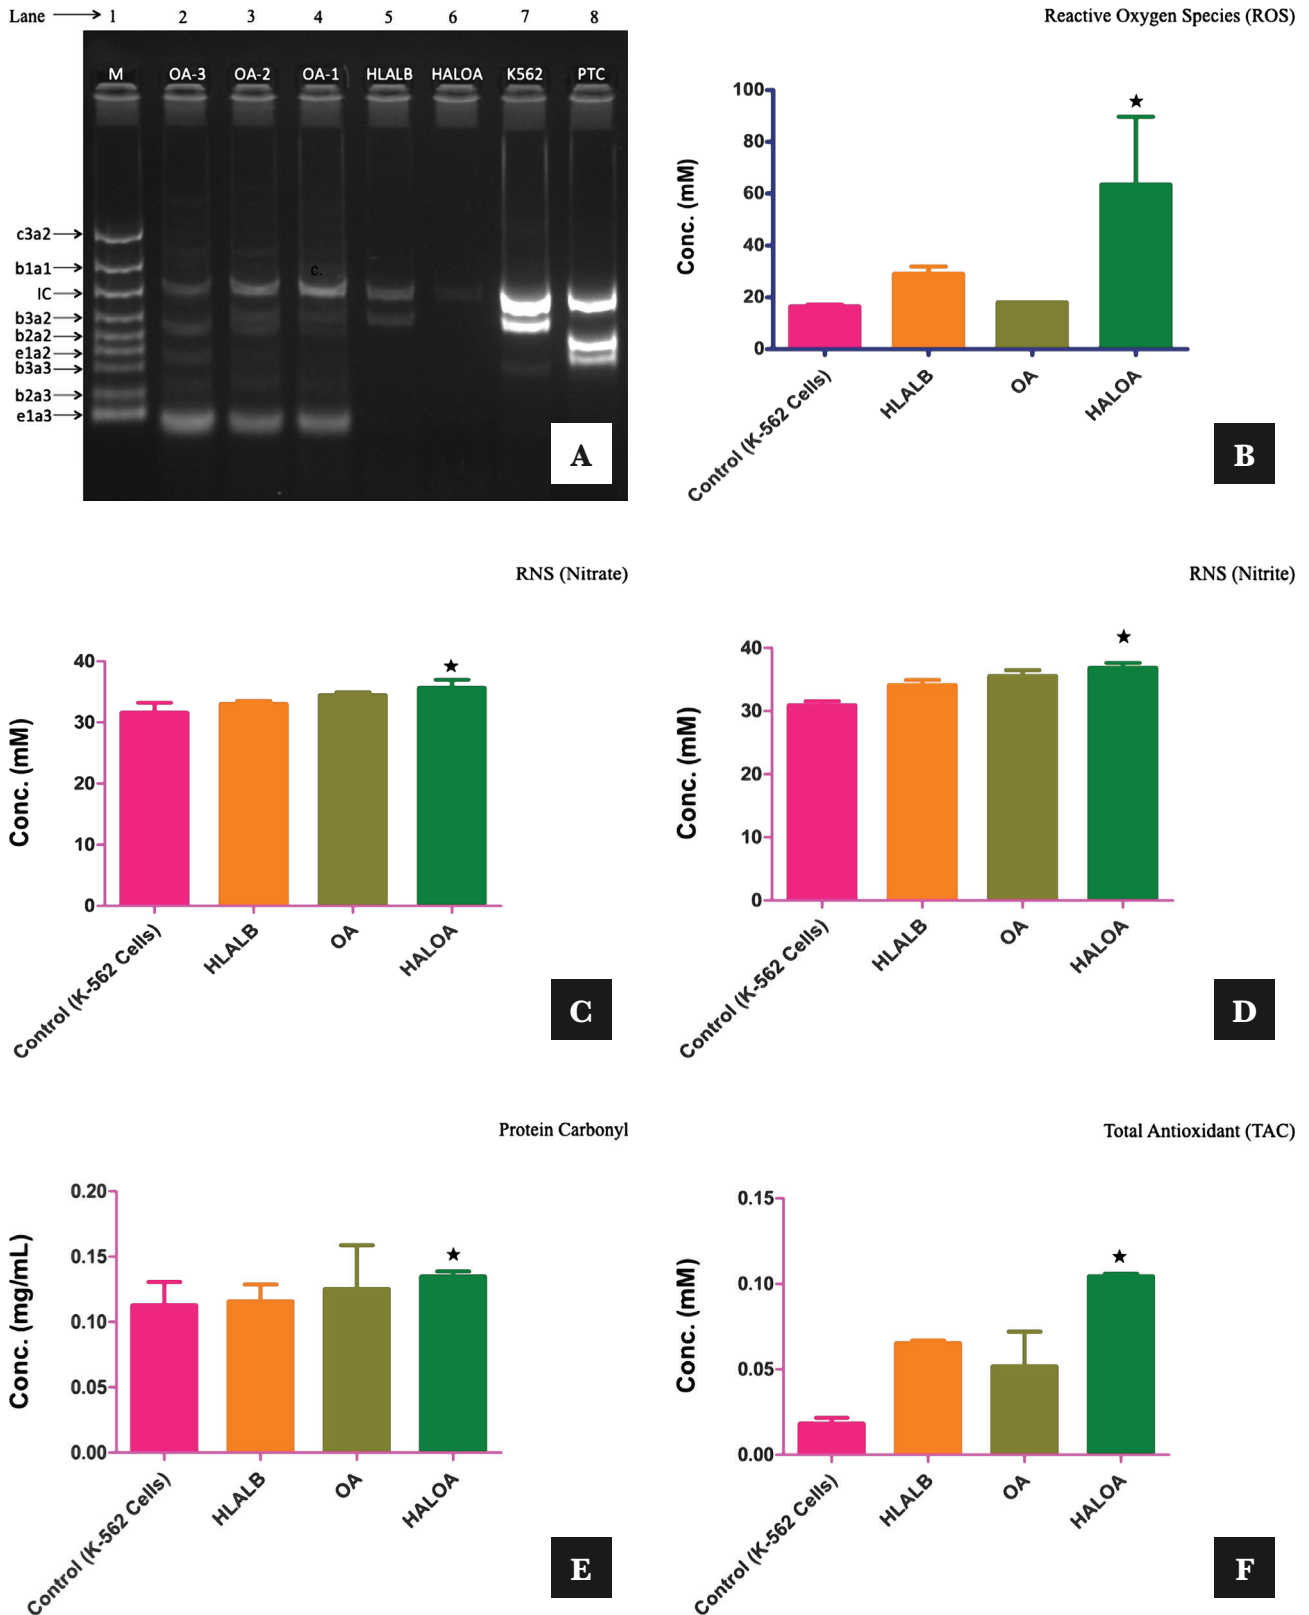 Lane 1 2 3 4 5 6 7 8
M OA-3 OA-2 OA-1 HLALB HALOA K562 PTC
c3a2
b1a1
c.
IC
b3a2
b2a2
e1a2
b3a3
b2a3
e1a3
A
Reactive Oxygen Species (ROS)
Conc. (mM)
100
80
60
40
20
0
Control (K-562 Cells)
HLALB
OA
HALOA
B
RNS (Nitrate)
Conc. (mM)
40
30
20
10
0
Control (K-562 Cells)
HLALB
OA
HALOA
C
RNS (Nitrite)
Conc. (mM)
40
30
20
10
0
Control (K-562 Cells)
HLALB
OA
HALOA
D
Protein Carbonyl
Conc. (mg/mL)
0.20
0.15
0.10
0.05
0.00
Control (K-562 Cells)
HLALB
OA
HALOA
E
Total Antioxidant (TAC)
Conc. (mM)
0.15
0.10
0.05
0.00
Control (K-562 Cells)
HLALB
OA
HALOA
F